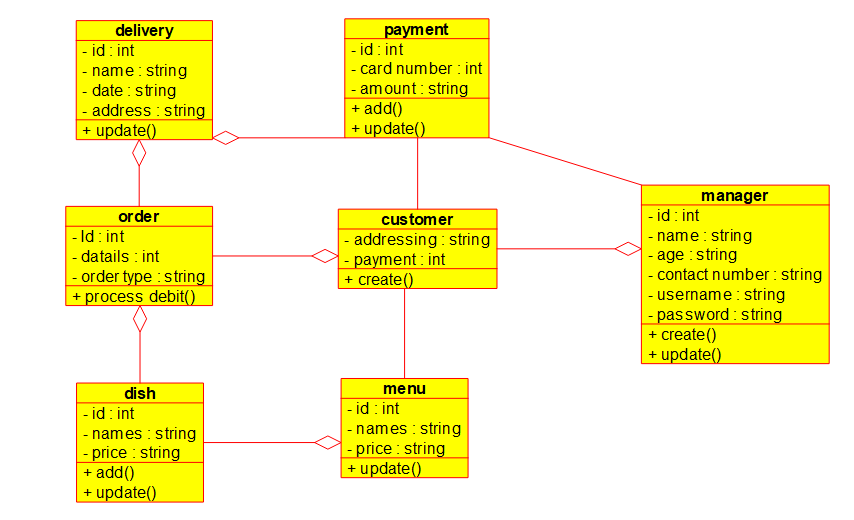 delivery
- id : int
- name : string
- date : string
- address : string
+ update()
payment
- id : int
- card number : int
- amount : string
+ add()
+ update()
order
- Id : int
- datails : int
- order type : string
+ process debit()
customer
- addressing : string
- payment : int
+ create()
manager
- id : int
- name : string
- age : string
- contact number : string
- username : string
- password : string
+ create()
+ update()
dish
- id : int
- names : string
- price : string
+ add()
+ update()
menu
- id : int
- names : string
- price : string
+ update()